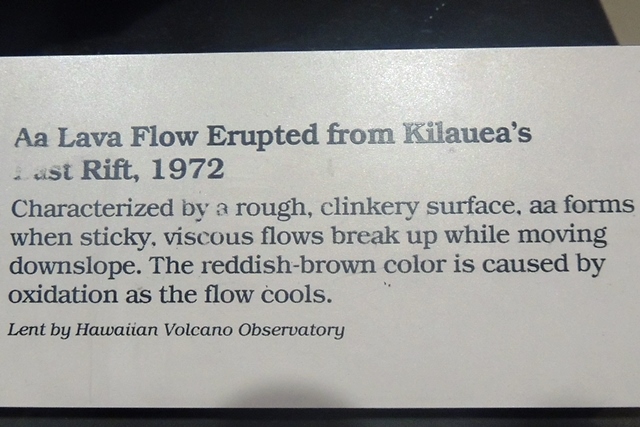 Aa Lava Flow Erupted from Kilauea's
East Rift, 1972
Characterized by a rough, clinkery surface, aa forms
when sticky, viscous flows break up while moving
downslope. The reddish-brown color is caused by
oxidation as the flow cools.
Lent by Hawaiian Volcano Observatory